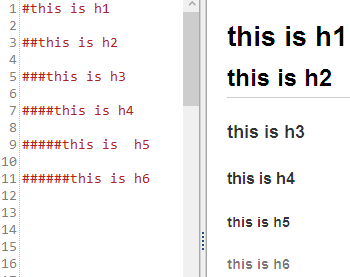 1 #this is h1
2
3 ##this is h2
4
5 ###this is h3
6
7 ####this is h4
8
9 #####this is  h5
10
11 ######this is h6
12
13
14
15
16
this is h1
this is h2
this is h3
this is h4
this is h5
this is h6